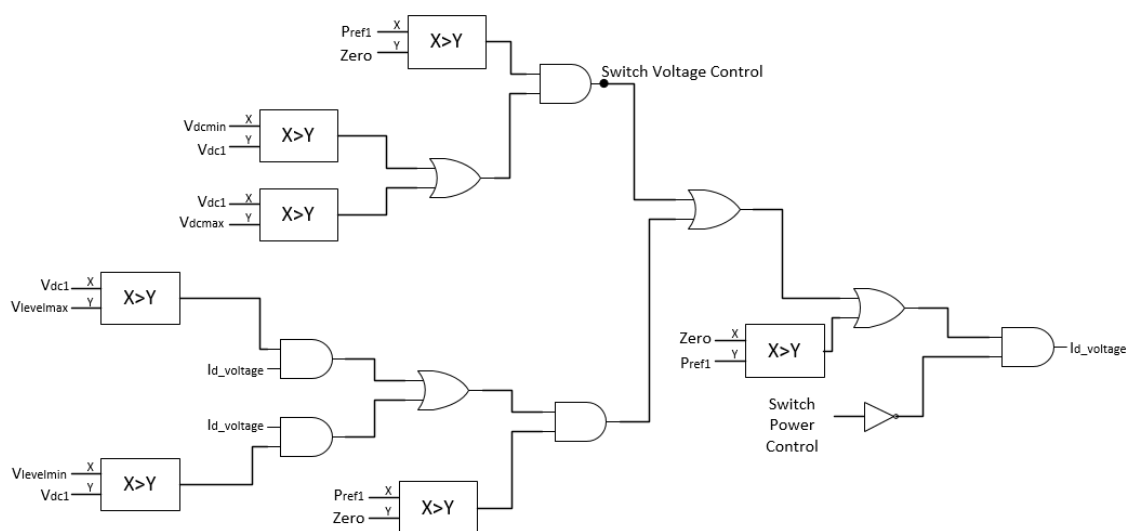 Pref1 X
Zero Y
X>Y
Switch Voltage Control
Vdcmin X
Vdc1 Y
X>Y
Vdc1 X
Vdcmax Y
X>Y
Vdc1 X
Vlevelmax Y
X>Y
Id_voltage
Id_voltage
Vlevelmin X
Vdc1 Y
X>Y
Pref1 X
Zero Y
X>Y
Zero X
Pref1 Y
X>Y
Switch
Power
Control
Id_voltage